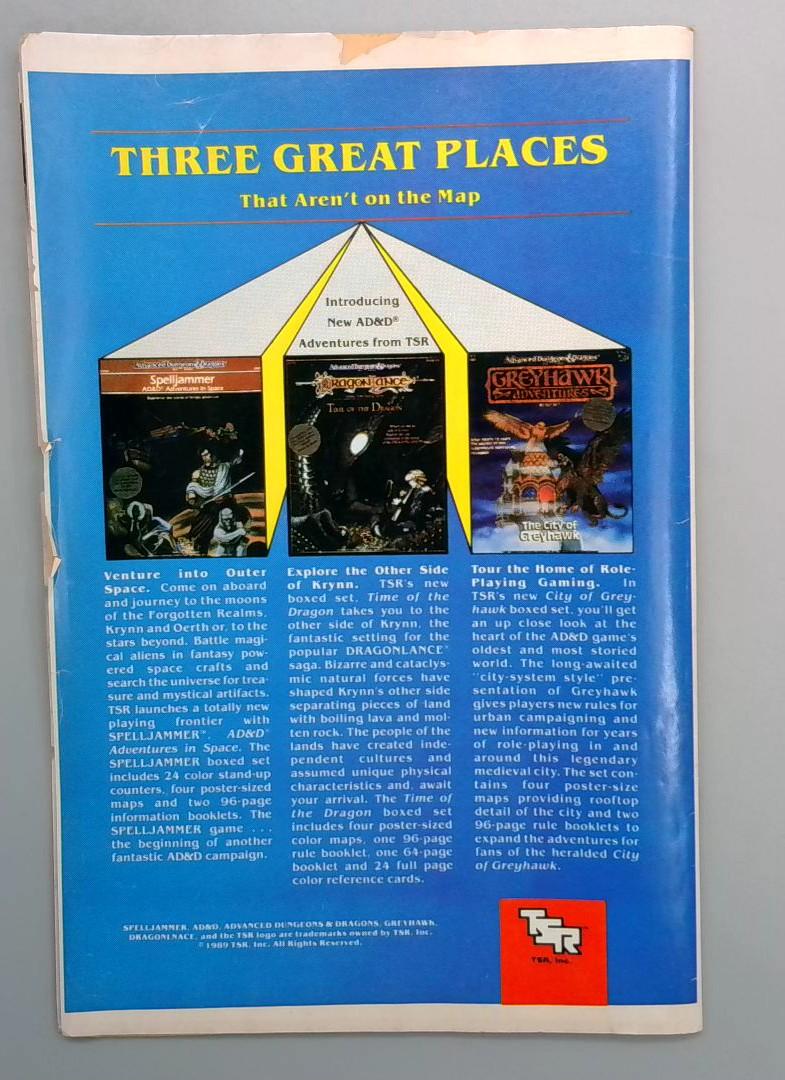 THREE GREAT PLACES
That Aren't on the Map
Introducing
New AD&D®
Adventures from TSR
Advanced Dungeons & Dragons
Spelljammer
AD&D® Adventures in Space
Advanced Dungeons & Dragons
DRAGONLANCE
TIME OF THE DRAGON
Advanced Dungeons & Dragons
GREYHAWK
ADVENTURES
The City of
Greyhawk
Venture into Outer
Space. Come on aboard
and journey to the moons
of the Forgotten Realms,
Krynn and Oerth or, to the
stars beyond. Battle magi-
cal aliens in fantasy pow-
ered space crafts and
search the universe for trea-
sure and mystical artifacts.
TSR launches a totally new
playing frontier with
SPELLJAMMER™, AD&D®
Adventures in Space. The
SPELLJAMMER boxed set
includes 24 color stand-up
counters, four poster-sized
maps and two 96-page
information booklets. The
SPELLJAMMER game . . .
the beginning of another
fantastic AD&D campaign.
Explore the Other Side
of Krynn. TSR's new
boxed set, Time of the
Dragon takes you to the
other side of Krynn, the
fantastic setting for the
popular DRAGONLANCE®
saga. Bizarre and cataclys-
mic natural forces have
shaped Krynn's other side
separating pieces of land
with boiling lava and mol-
ten rock. The people of the
lands have created inde-
pendent cultures and
assumed unique physical
characteristics and, await
your arrival. The Time of
the Dragon boxed set
includes four poster-sized
color maps, one 96-page
rule booklet, one 64-page
booklet and 24 full page
color reference cards.
Tour the Home of Role-
Playing Gaming. In
TSR's new City of Grey-
hawk boxed set, you'll get
an up close look at the
heart of the AD&D game's
oldest and most storied
world. The long-awaited
"city-system style" pre-
sentation of Greyhawk
gives players new rules for
urban campaigning and
new information for years
of role-playing in and
around this legendary
medieval city. The set con-
tains four poster-size
maps providing rooftop
detail of the city and two
96-page rule booklets to
expand the adventures for
fans of the heralded City
of Greyhawk.
SPELLJAMMER, AD&D, ADVANCED DUNGEONS & DRAGONS, GREYHAWK,
DRAGONLNACE, and the TSR logo are trademarks owned by TSR, Inc.
© 1989 TSR, Inc. All Rights Reserved.
TSR™
TSR, Inc.